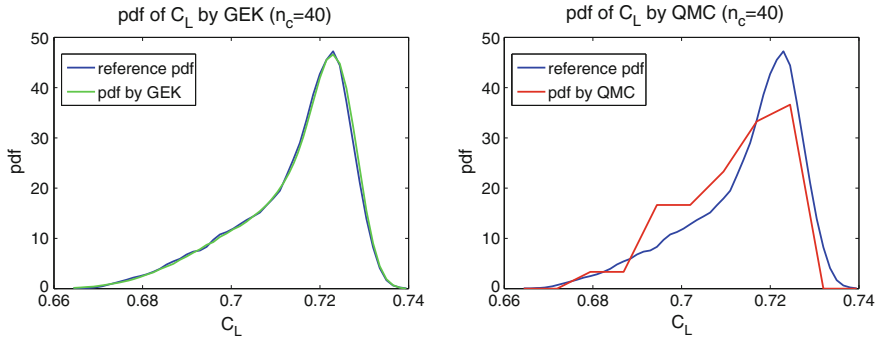 pdf of C_L by GEK (n_c=40)
50
40
30
20
10
0
pdf
reference pdf
pdf by GEK
0.66 0.68 0.7 0.72 0.74
C_L
pdf of C_L by QMC (n_c=40)
50
40
30
20
10
0
pdf
reference pdf
pdf by QMC
0.66 0.68 0.7 0.72 0.74
C_L